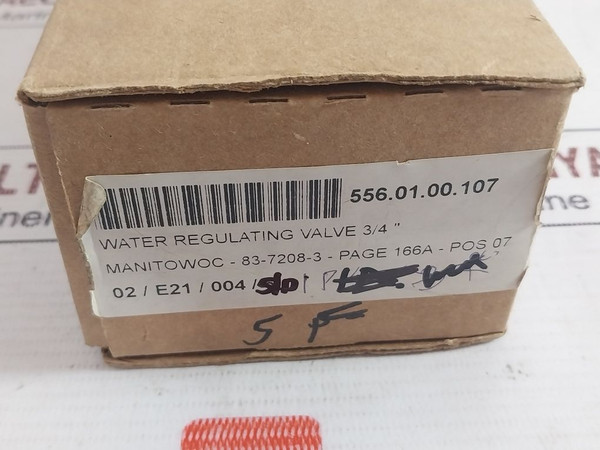 556.01.00.107
WATER REGULATING VALVE 3/4 "
MANITOWOC - 83-7208-3 - PAGE 166A - POS 07
02 / E21 / 004 /
5